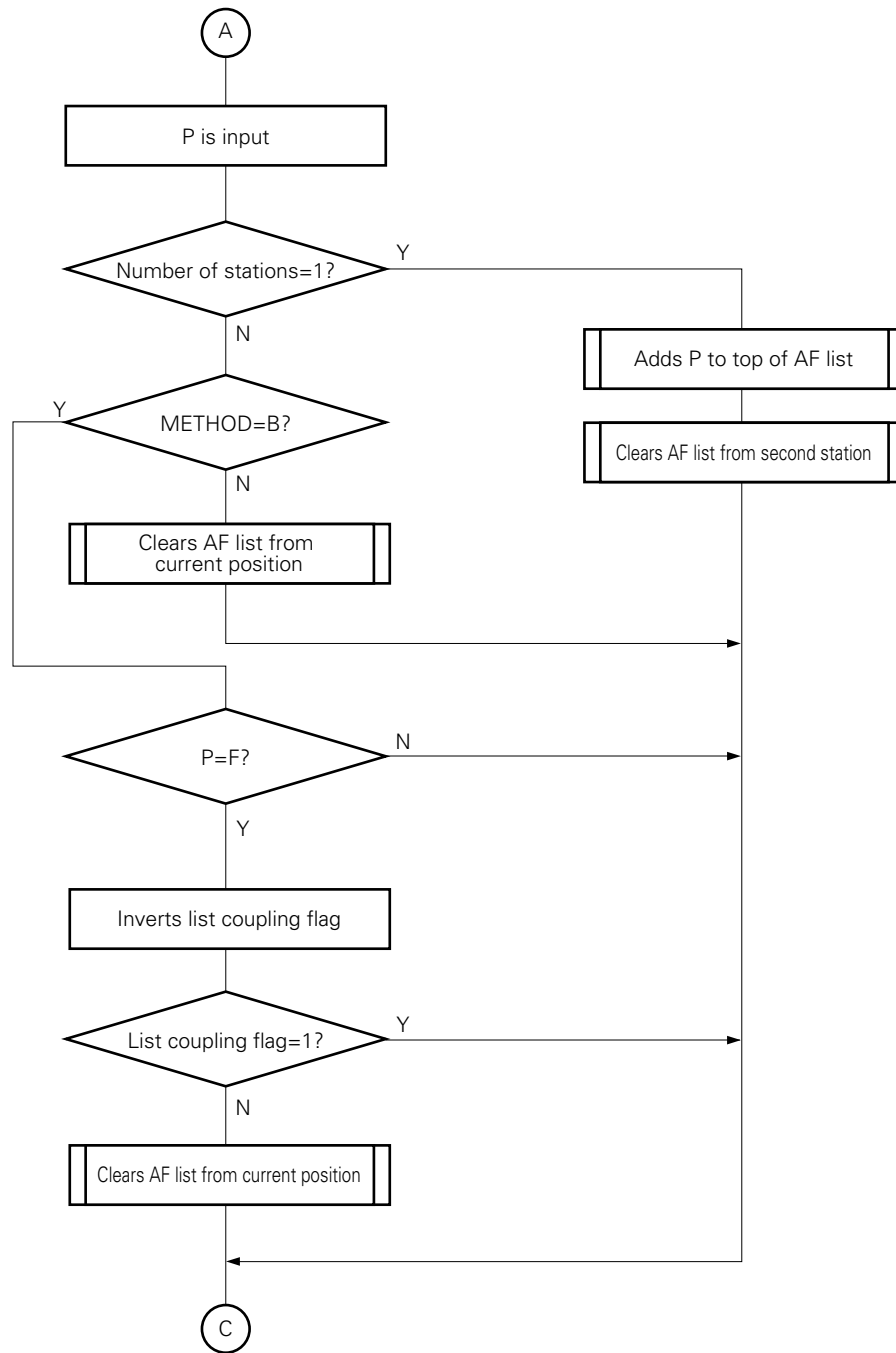 A
P is input
Number of stations=1?
Y
N
Adds P to top of AF list
Y
METHOD=B?
Clears AF list from second station
N
Clears AF list from
current position
P=F?
N
Y
Inverts list coupling flag
List coupling flag=1?
Y
N
Clears AF list from current position
C